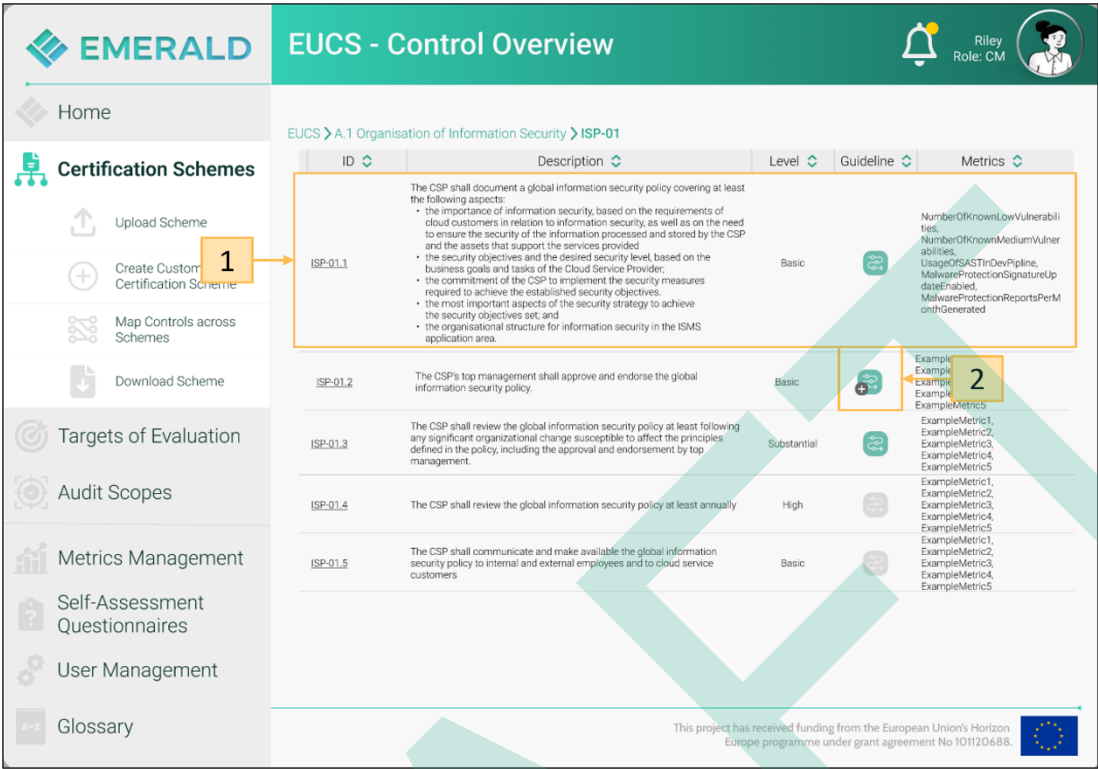 EMERALD
EUCS - Control Overview
Riley
Role: CM
Home
Certification Schemes
Upload Scheme
Create Custom
Certification Scheme
Map Controls across
Schemes
Download Scheme
Targets of Evaluation
Audit Scopes
Metrics Management
Self-Assessment
Questionnaires
User Management
A-Z
Glossary
EUCS > A.1 Organisation of Information Security > ISP-01
ID Description Level Guideline Metrics
1
ISP-01.1
The CSP shall document a global information security policy covering at least
the following aspects:
• the importance of information security, based on the requirements of
cloud customers in relation to information security, as well as on the need
to ensure the security of the information processed and stored by the CSP
and the assets that support the services provided
• the security objectives and the desired security level, based on the
business goals and tasks of the Cloud Service Provider;
• the commitment of the CSP to implement the security measures
required to achieve the established security objectives.
• the most important aspects of the security strategy to achieve
the security objectives set; and
• the organisational structure for information security in the ISMS
application area.
Basic
NumberOfKnownLowVulnerabili
ties,
NumberOfKnownMediumVulner
abilities,
UsageOfSASTInDevPipline,
MalwareProtectionSignatureUp
dateEnabled,
MalwareProtectionReportsPerM
onthGenerated
ISP-01.2
The CSP's top management shall approve and endorse the global
information security policy.
Basic
2
Example
Example
Example
Example
ExampleMetric5
ISP-01.3
The CSP shall review the global information security policy at least following
any significant organizational change susceptible to affect the principles
defined in the policy, including the approval and endorsement by top
management.
Substantial
ExampleMetric1,
ExampleMetric2,
ExampleMetric3,
ExampleMetric4,
ExampleMetric5
ISP-01.4
The CSP shall review the global information security policy at least annually
High
ExampleMetric1,
ExampleMetric2,
ExampleMetric3,
ExampleMetric4,
ExampleMetric5
ISP-01.5
The CSP shall communicate and make available the global information
security policy to internal and external employees and to cloud service
customers
Basic
ExampleMetric1,
ExampleMetric2,
ExampleMetric3,
ExampleMetric4,
ExampleMetric5
This project has received funding from the European Union's Horizon
Europe programme under grant agreement No 101120688.